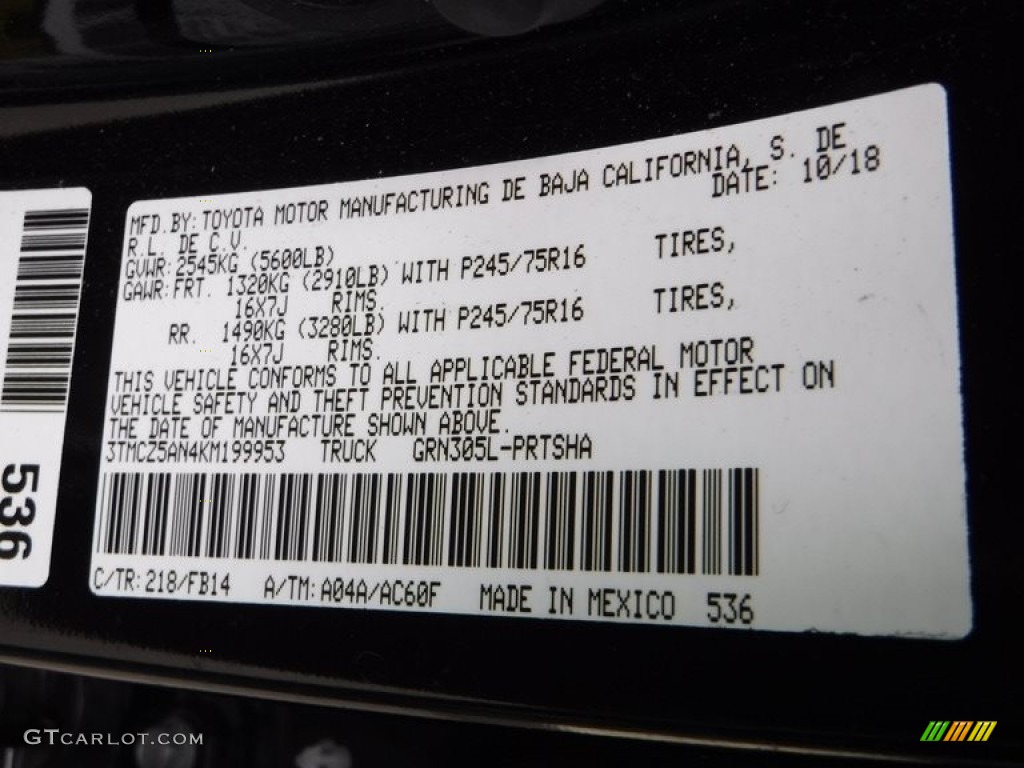 MFD.BY: TOYOTA MOTOR MANUFACTURING DE BAJA CALIFORNIA, S. DE
R.L. DE C.V. DATE: 10/18
GVWR: 2545KG (5600LB)
GAWR: FRT. 1320KG (2910LB) WITH P245/75R16 TIRES,
16X7J RIMS.
RR. 1490KG (3280LB) WITH P245/75R16 TIRES,
16X7J RIMS.
THIS VEHICLE CONFORMS TO ALL APPLICABLE FEDERAL MOTOR
VEHICLE SAFETY AND THEFT PREVENTION STANDARDS IN EFFECT ON
THE DATE OF MANUFACTURE SHOWN ABOVE.
3TMCZ5AN4KM199953 TRUCK GRN305L-PRTSHA
C/TR: 218/FB14 A/TM: A04A/AC60F MADE IN MEXICO 536
536
GTCARLOT.COM